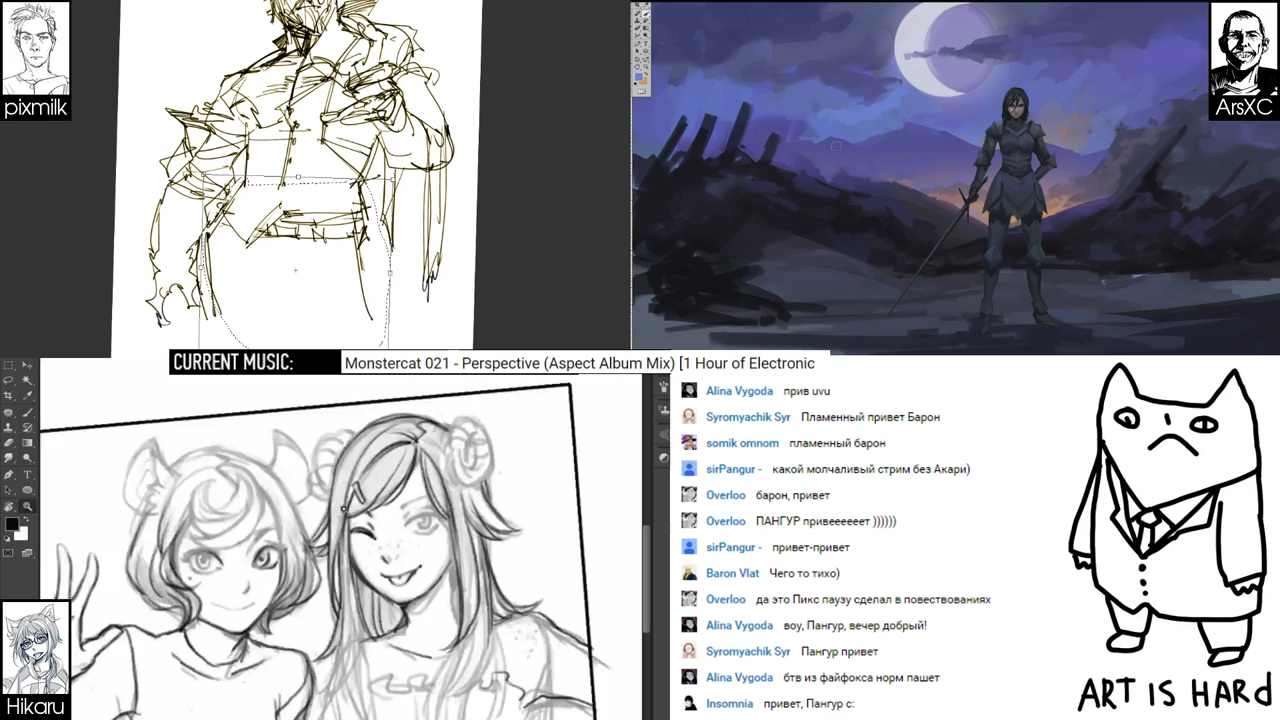 pixmilk
ArsXC
CURRENT MUSIC:
Monstercat 021 - Perspective (Aspect Album Mix) [1 Hour of Electronic
Alina Vygoda прив uvu
Syromyachik Syr Пламенный привет Барон
somik omnom пламенный барон
sirPangur - какой молчаливый стрим без Акари)
Overloo барон, привет
Overloo ПАНГУР привеееееет ))))))
sirPangur - привет-привет
Baron Vlat Чего то тихо)
Overloo да это Пикс паузу сделал в повествованиях
Alina Vygoda воу, Пангур, вечер добрый!
Syromyachik Syr Пангур привет
Alina Vygoda бтв из файфокса норм пашет
Insomnia привет, Пангур с:
Hikaru
ART IS HARd